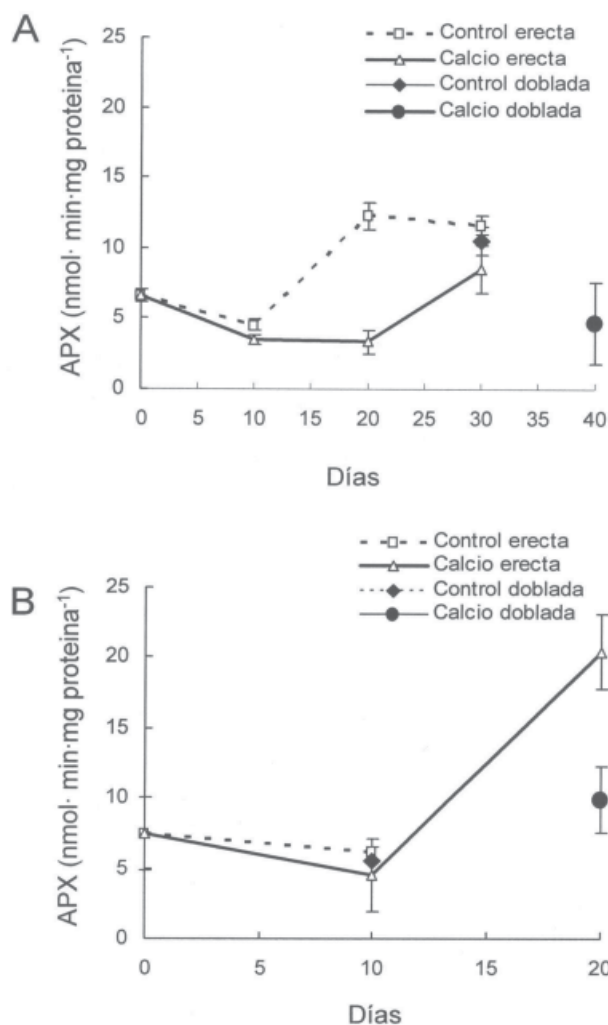 A
Control erecta
Calcio erecta
Control doblada
Calcio doblada
APX (nmol· min·mg proteina⁻¹)
25
20
15
10
5
0
0 5 10 15 20 25 30 35 40
Días
B
Control erecta
Calcio erecta
Control doblada
Calcio doblada
APX (nmol· min·mg proteina⁻¹)
25
20
15
10
5
0
0 5 10 15 20
Días